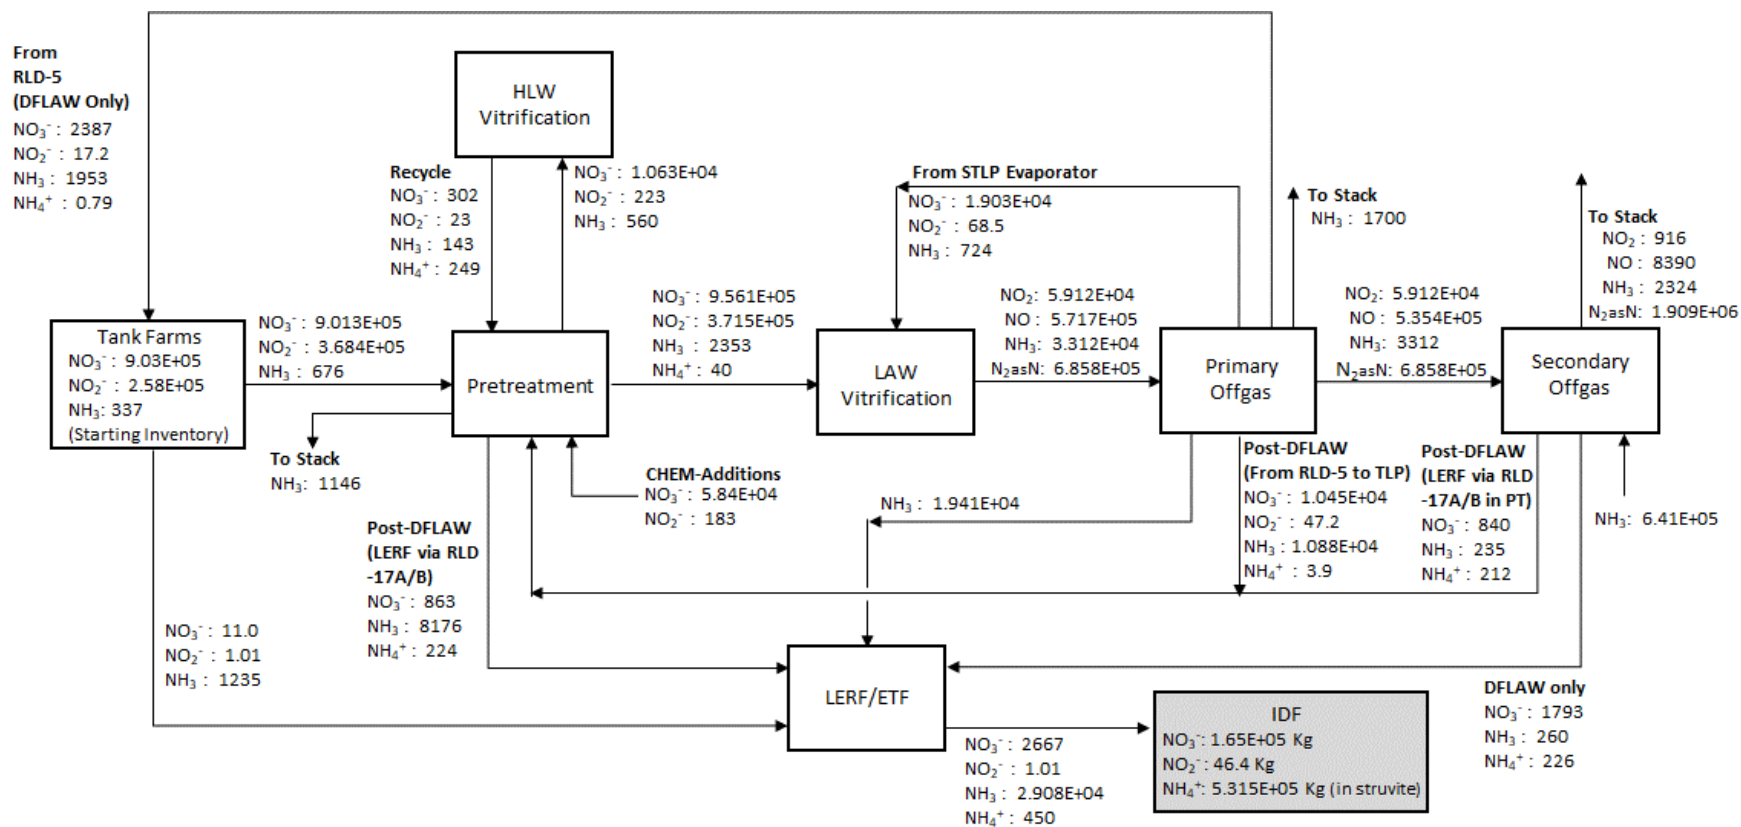 From
RLD-5
(DFLAW Only)
NO₃⁻ : 2387
NO₂⁻ : 17.2
NH₃ : 1953
NH₄⁺ : 0.79
HLW
Vitrification
Recycle
NO₃⁻ : 302
NO₂⁻ : 23
NH₃ : 143
NH₄⁺ : 249
NO₃⁻ : 1.063E+04
NO₂⁻ : 223
NH₃ : 560
From STLP Evaporator
NO₃⁻ : 1.903E+04
NO₂⁻ : 68.5
NH₃ : 724
To Stack
NH₃ : 1700
To Stack
NO₂ : 916
NO : 8390
NH₃ : 2324
N₂asN: 1.909E+06
Tank Farms
NO₃⁻ : 9.03E+05
NO₂⁻ : 2.58E+05
NH₃: 337
(Starting Inventory)
NO₃⁻ : 9.013E+05
NO₂⁻ : 3.684E+05
NH₃ : 676
Pretreatment
NO₃⁻ : 9.561E+05
NO₂⁻ : 3.715E+05
NH₃ : 2353
NH₄⁺ : 40
LAW
Vitrification
NO₂: 5.912E+04
NO : 5.717E+05
NH₃: 3.312E+04
N₂asN: 6.858E+05
Primary
Offgas
NO₂: 5.912E+04
NO : 5.354E+05
NH₃: 3312
N₂asN: 6.858E+05
Secondary
Offgas
To Stack
NH₃: 1146
CHEM-Additions
NO₃⁻ : 5.84E+04
NO₂⁻ : 183
NH₃ : 1.941E+04
Post-DFLAW
(From RLD-5 to TLP)
NO₃⁻ : 1.045E+04
NO₂⁻ : 47.2
NH₃ : 1.088E+04
NH₄⁺ : 3.9
Post-DFLAW
(LERF via RLD
-17A/B in PT)
NO₃⁻ : 840
NH₃ : 235
NH₄⁺ : 212
NH₃: 6.41E+05
Post-DFLAW
(LERF via RLD
-17A/B)
NO₃⁻ : 863
NH₃ : 8176
NH₄⁺ : 224
NO₃⁻ : 11.0
NO₂⁻ : 1.01
NH₃ : 1235
LERF/ETF
NO₃⁻ : 2667
NO₂⁻ : 1.01
NH₃ : 2.908E+04
NH₄⁺ : 450
IDF
NO₃⁻: 1.65E+05 Kg
NO₂⁻: 46.4 Kg
NH₄⁺: 5.315E+05 Kg (in struvite)
DFLAW only
NO₃⁻ : 1793
NH₃ : 260
NH₄⁺ : 226